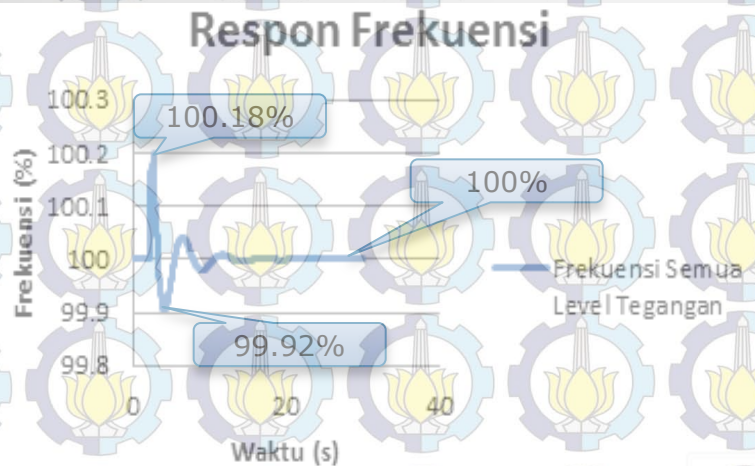 Respon Frekuensi
100.3
100.18%
100.2
100%
100.1
100
99.9
99.92%
99.8
Frekuensi (%)
0 20 40
Waktu (s)
Frekuensi Semua
Level Tegangan